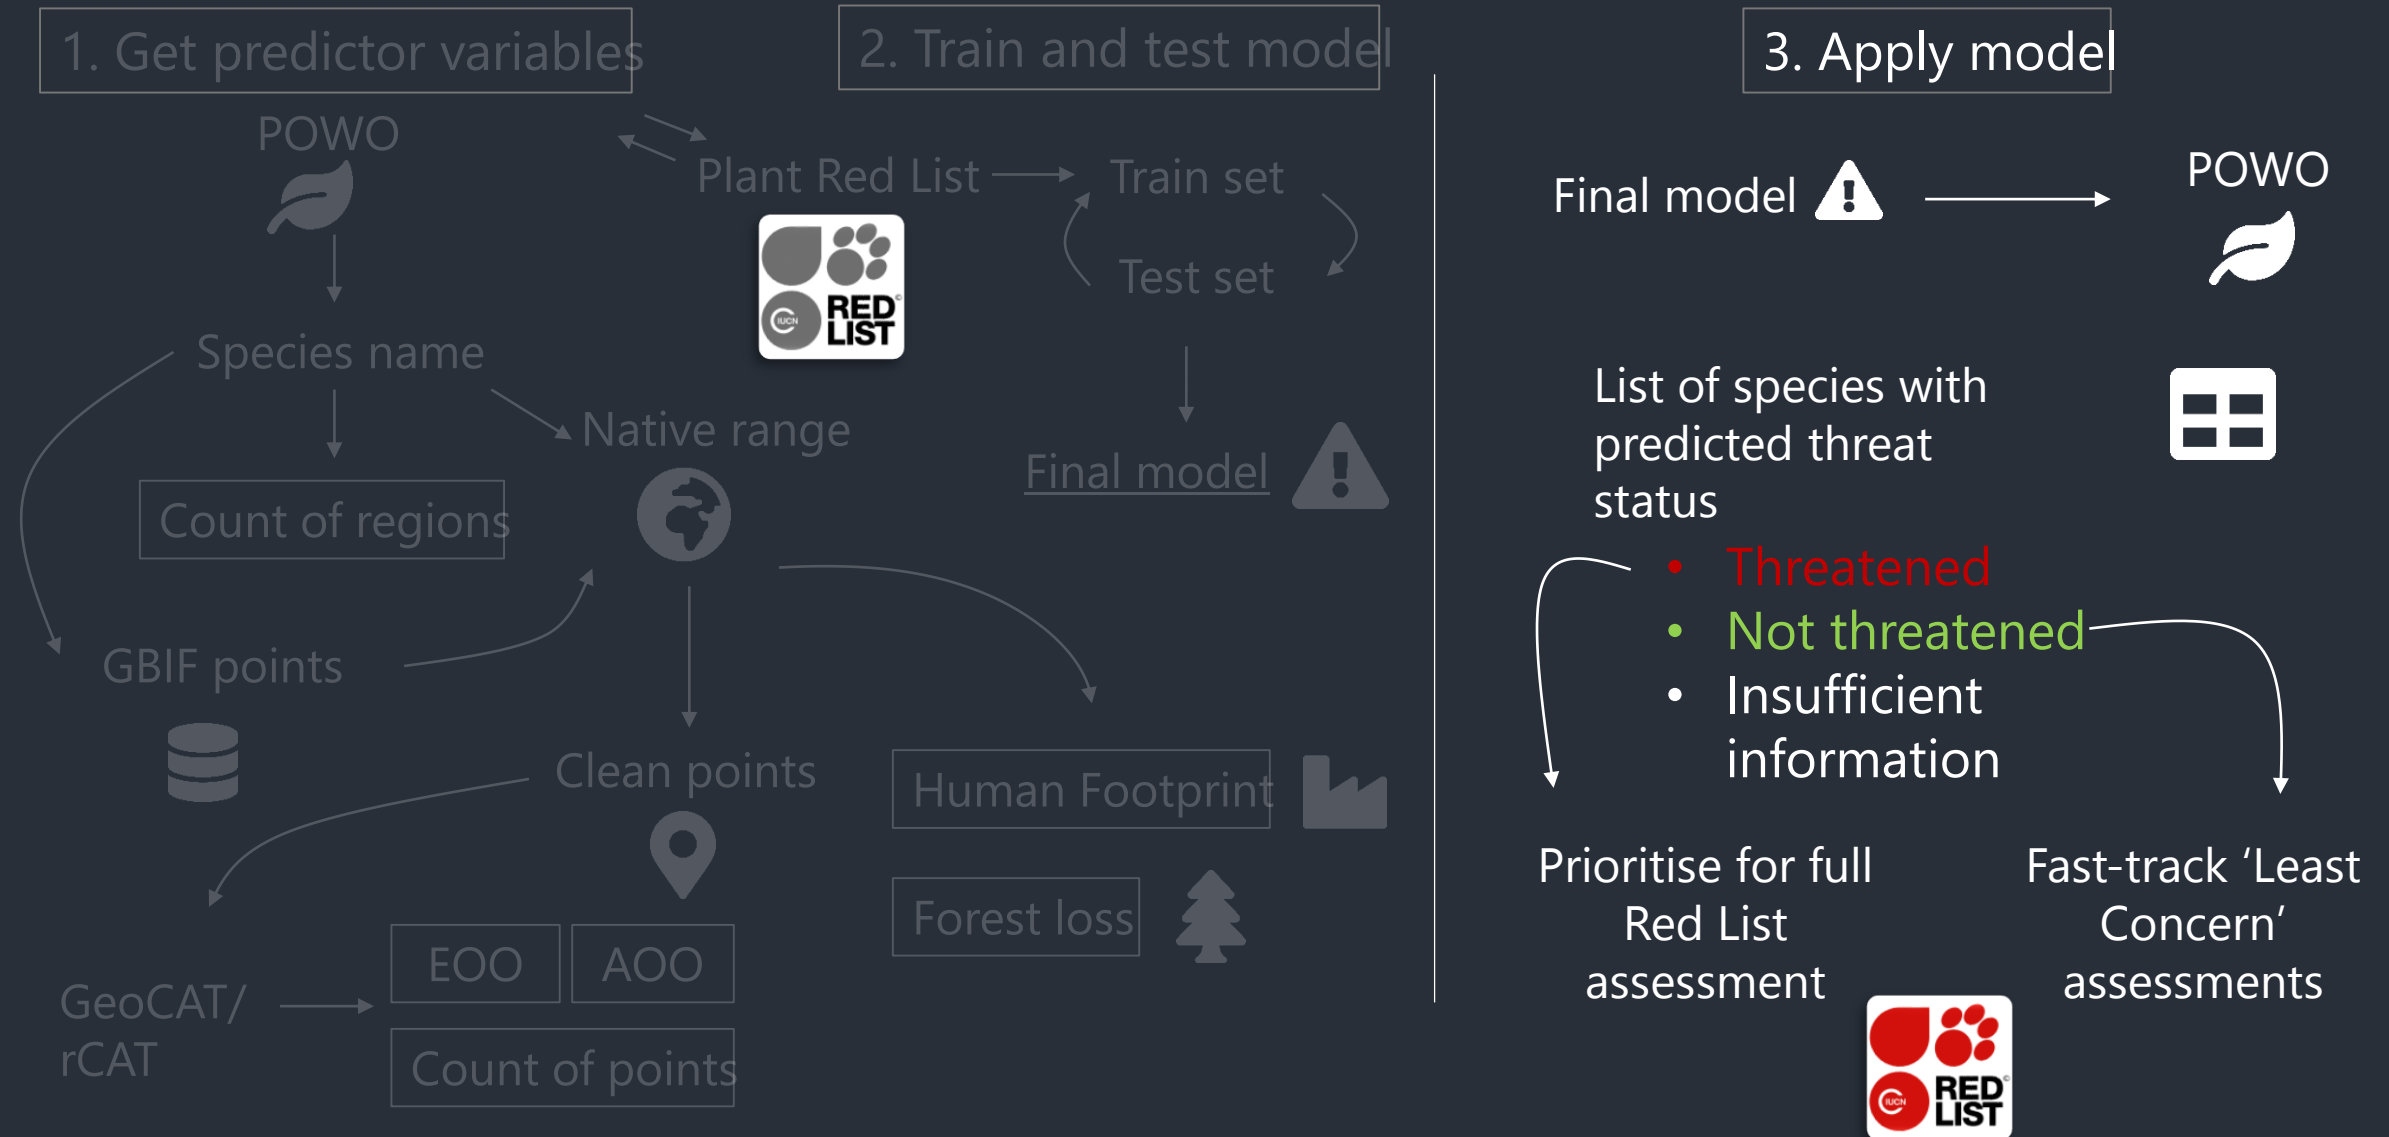 1. Get predictor variables
POWO
Species name
Count of regions
Native range
GBIF points
Clean points
Human Footprint
Forest loss
GeoCAT/
rCAT
EOO
AOO
Count of points
2. Train and test model
Plant Red List
IUCN
RED
LIST
©
Train set
Test set
Final model
3. Apply model
Final model
POWO
List of species with
predicted threat
status
• Threatened
• Not threatened
• Insufficient
information
Prioritise for full
Red List
assessment
Fast-track ‘Least
Concern’
assessments
IUCN
RED
LIST
©